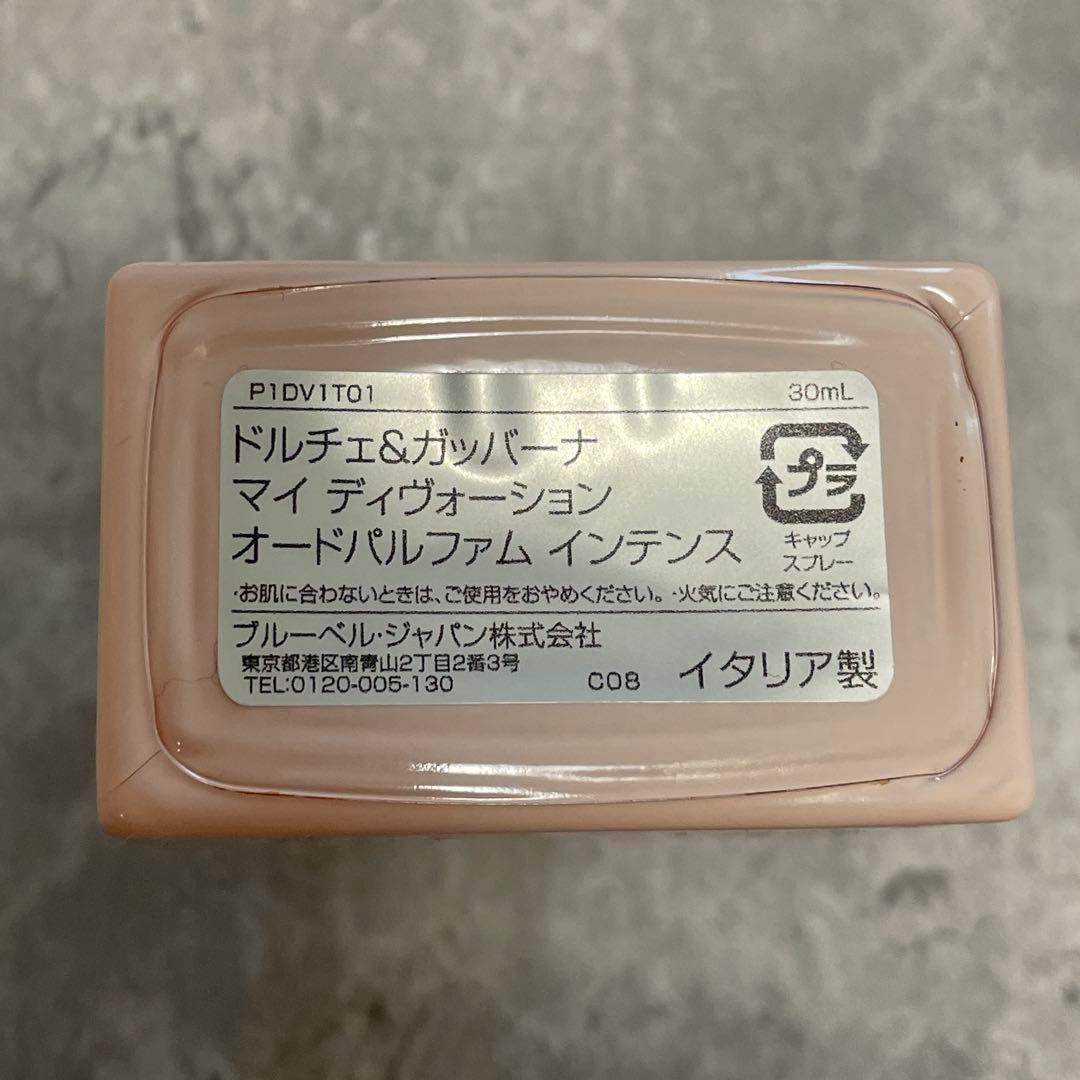 P1DV1T01 30mL
ドルチェ&ガッバーナ
マイ ディヴォーション
オードパルファム インテンス
プラ
キャップ
スプレー
・お肌に合わないときは、ご使用をおやめください。・火気にご注意ください。
ブルーベル・ジャパン株式会社
東京都港区南青山2丁目2番3号
TEL:0120-005-130 C08 イタリア製